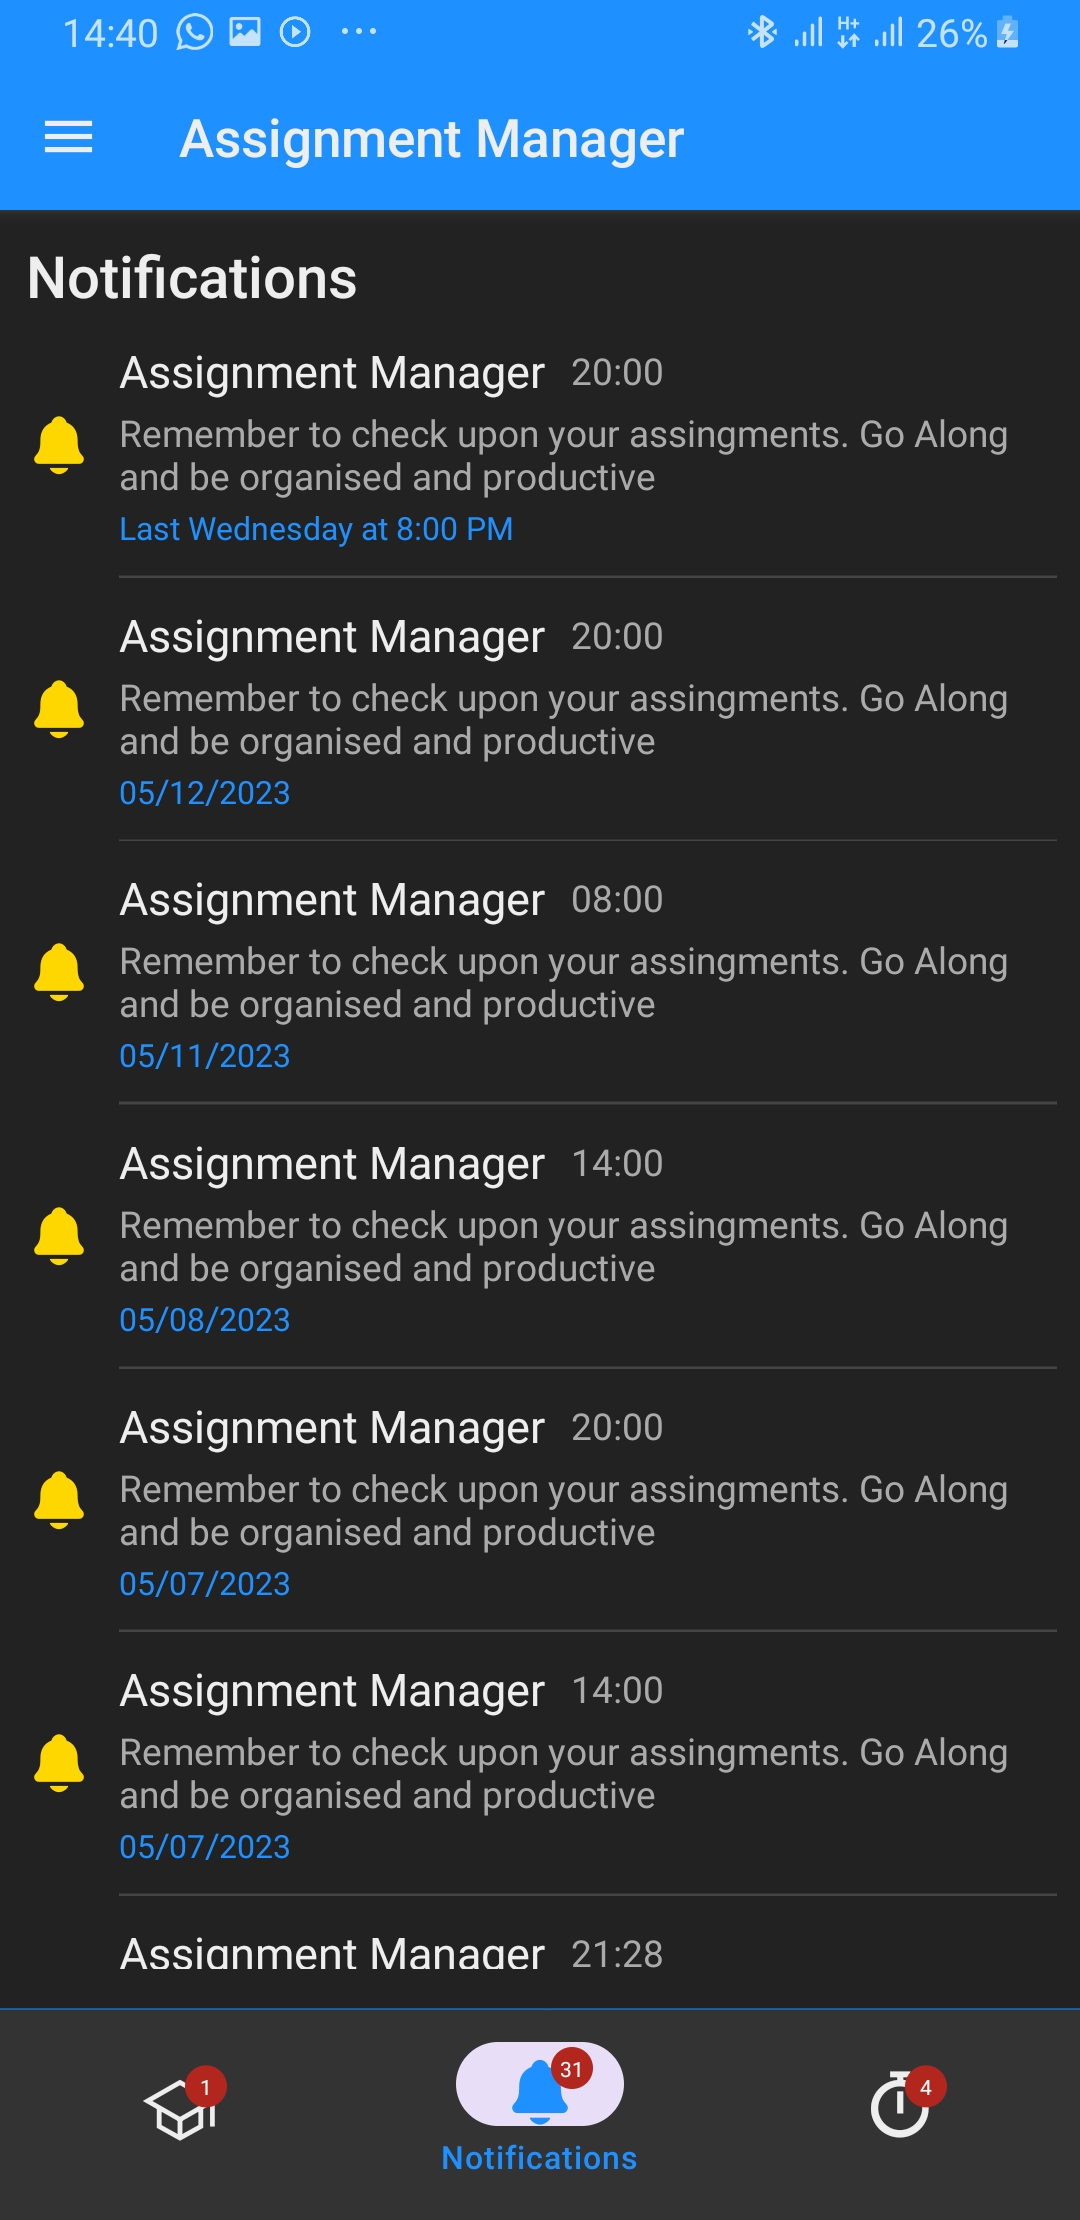 14:40 H+ 26%
Assignment Manager
Notifications
Assignment Manager 20:00
Remember to check upon your assingments. Go Along
and be organised and productive
Last Wednesday at 8:00 PM
Assignment Manager 20:00
Remember to check upon your assingments. Go Along
and be organised and productive
05/12/2023
Assignment Manager 08:00
Remember to check upon your assingments. Go Along
and be organised and productive
05/11/2023
Assignment Manager 14:00
Remember to check upon your assingments. Go Along
and be organised and productive
05/08/2023
Assignment Manager 20:00
Remember to check upon your assingments. Go Along
and be organised and productive
05/07/2023
Assignment Manager 14:00
Remember to check upon your assingments. Go Along
and be organised and productive
05/07/2023
Assignment Manager 21:28
1 31 4
Notifications